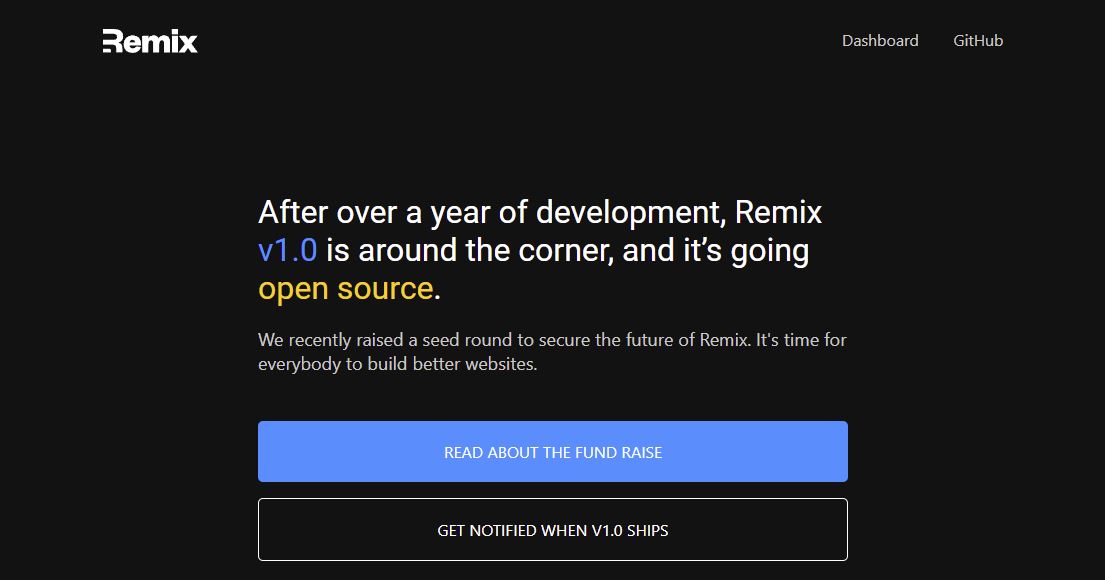 Remix
Dashboard
GitHub
After over a year of development, Remix
v1.0 is around the corner, and it’s going
open source.
We recently raised a seed round to secure the future of Remix. It's time for
everybody to build better websites.
READ ABOUT THE FUND RAISE
GET NOTIFIED WHEN V1.0 SHIPS